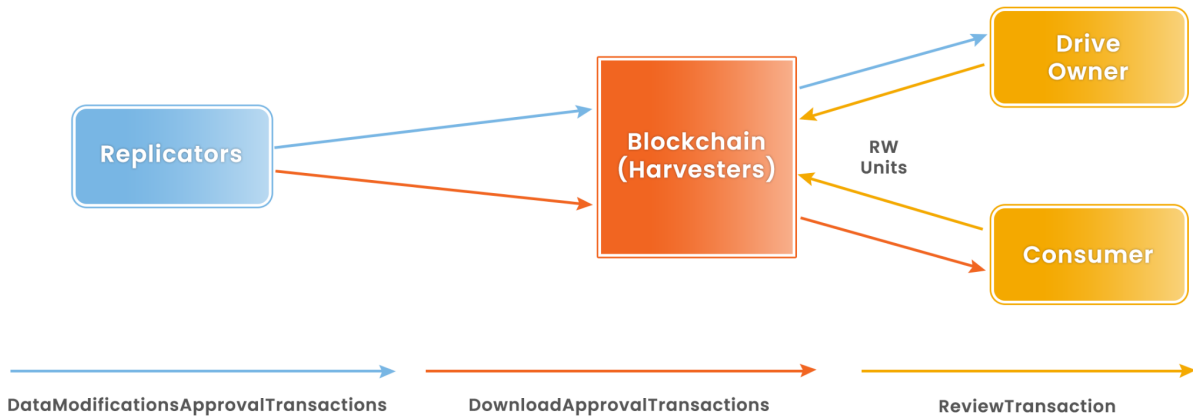 Replicators
Blockchain
(Harvesters)
Drive
Owner
RW
Units
Consumer
DataModificationsApprovalTransactions
DownloadApprovalTransactions
ReviewTransaction